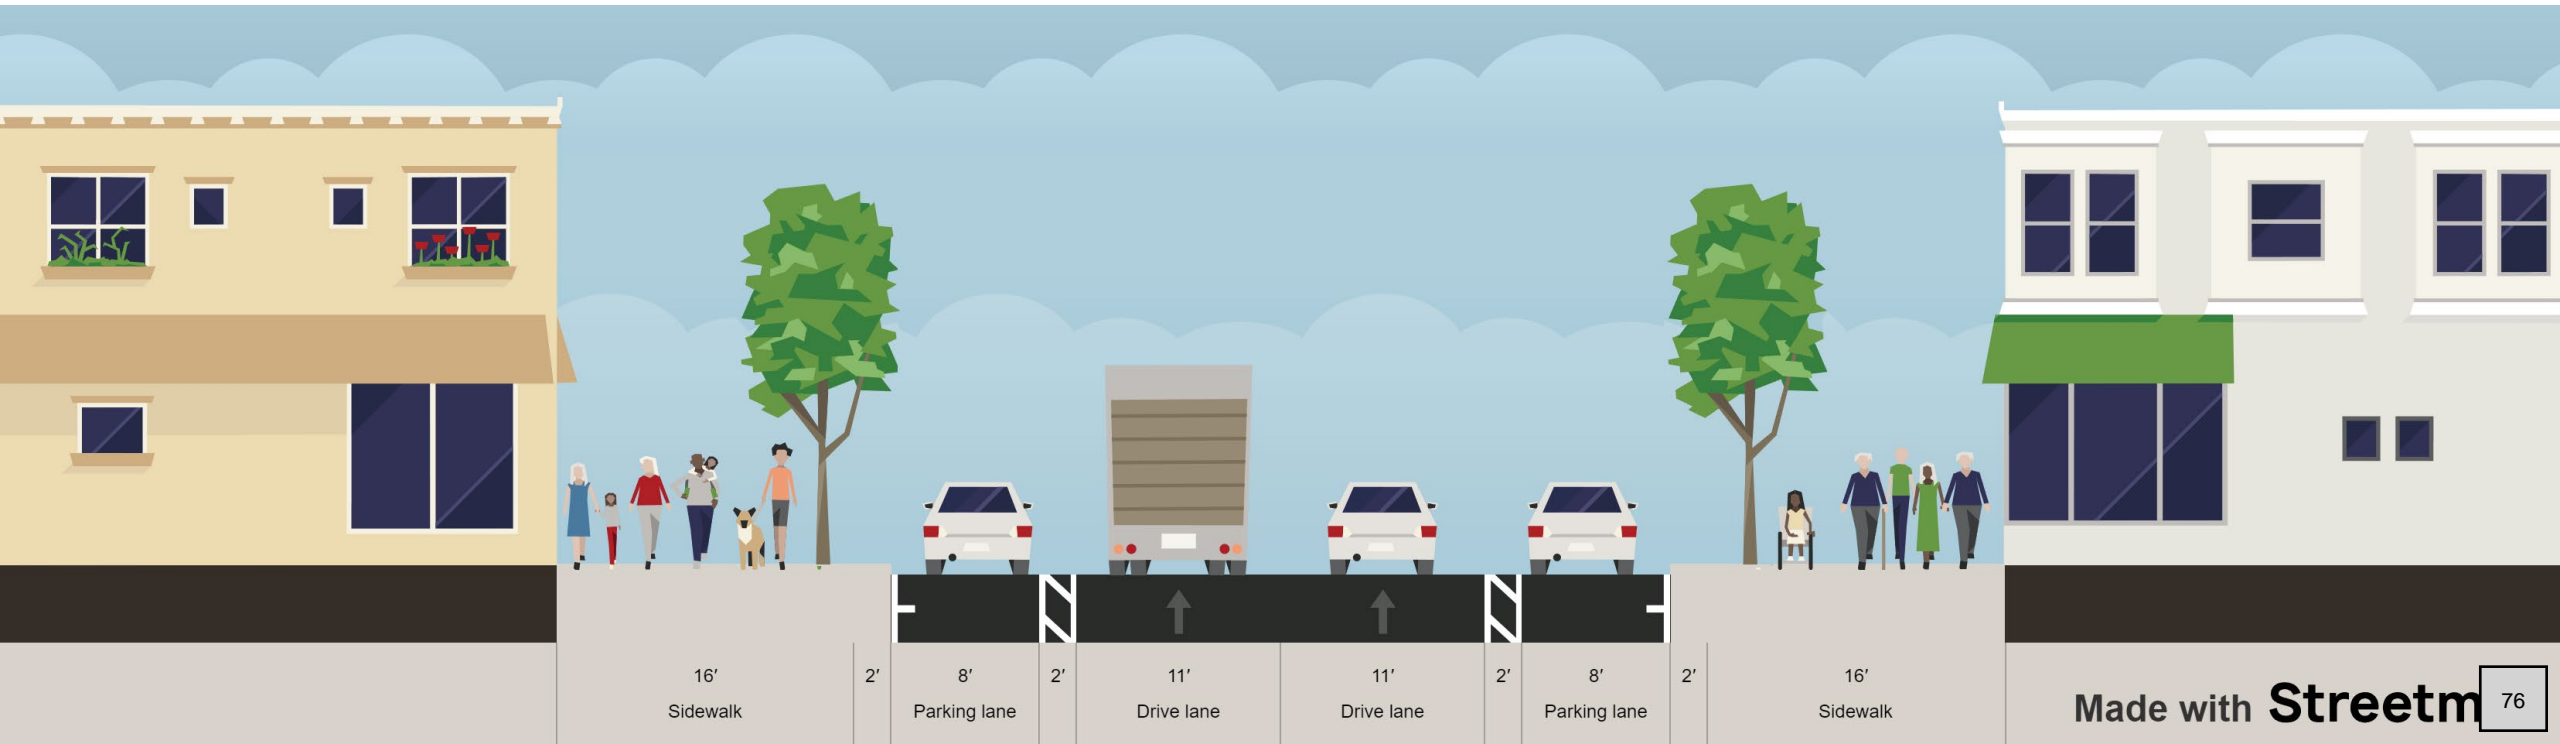 16′ 2′ 8′ 2′ 11′ 11′ 2′ 8′ 2′ 16′
Sidewalk Parking lane Drive lane Drive lane Parking lane Sidewalk
Made with Streetm
76